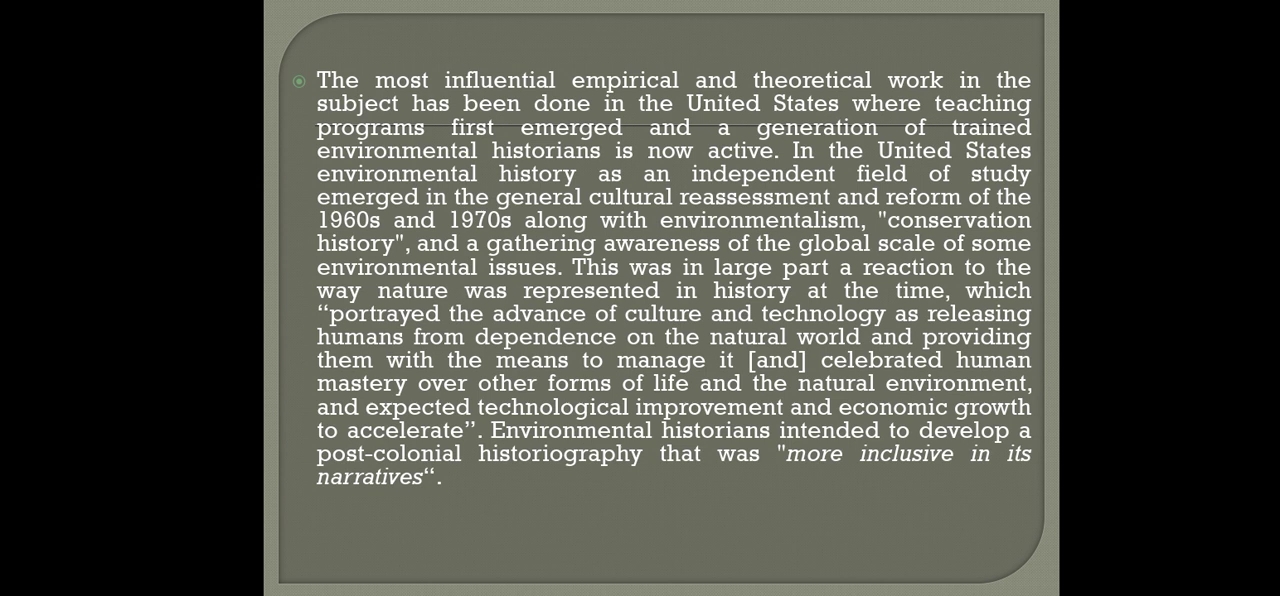 The most influential empirical and theoretical work in the
subject has been done in the United States where teaching
programs first emerged and a generation of trained
environmental historians is now active. In the United States
environmental history as an independent field of study
emerged in the general cultural reassessment and reform of the
1960s and 1970s along with environmentalism, "conservation
history", and a gathering awareness of the global scale of some
environmental issues. This was in large part a reaction to the
way nature was represented in history at the time, which
“portrayed the advance of culture and technology as releasing
humans from dependence on the natural world and providing
them with the means to manage it [and] celebrated human
mastery over other forms of life and the natural environment,
and expected technological improvement and economic growth
to accelerate”. Environmental historians intended to develop a
post-colonial historiography that was "more inclusive in its
narratives“.